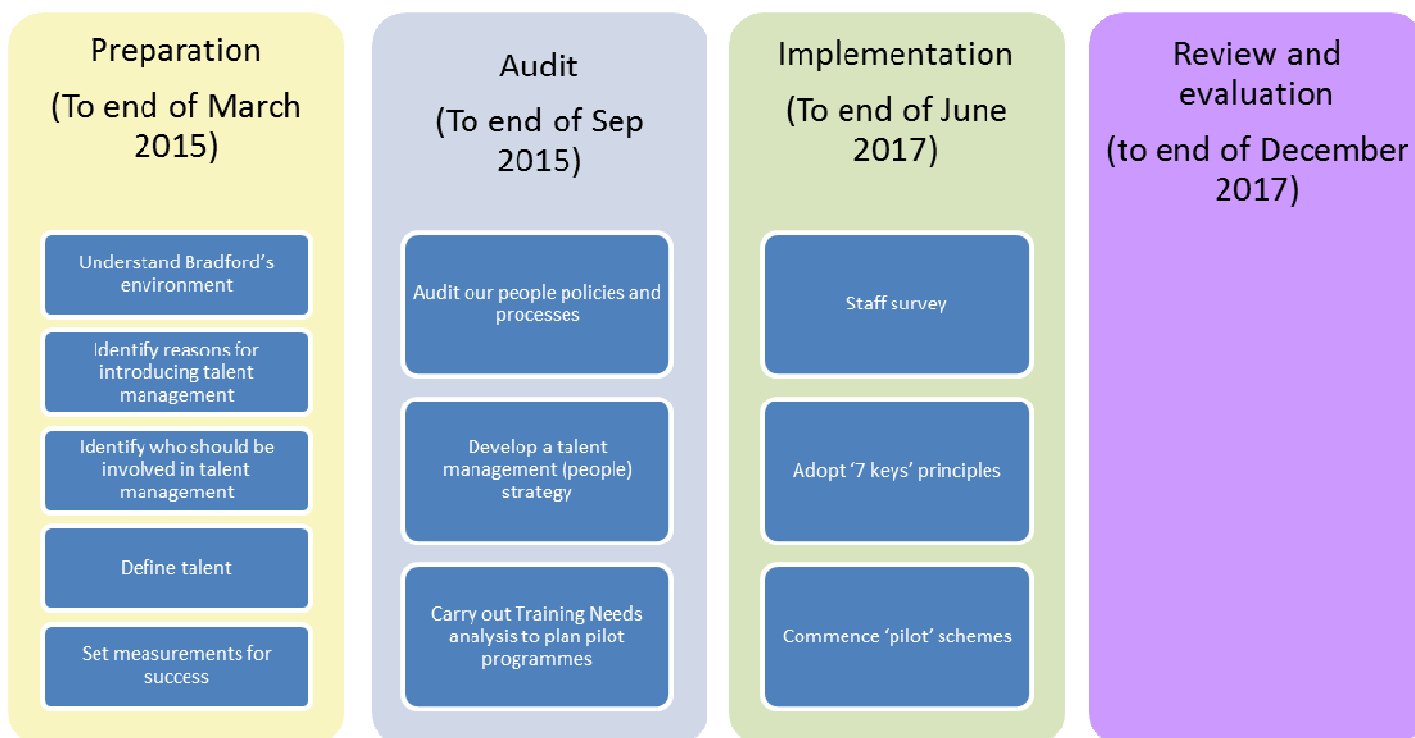 Preparation
(To end of March
2015)
Understand Bradford's
environment
Identify reasons for
introducing talent
management
Identify who should be
involved in talent
management
Define talent
Set measurements for
success
Audit
(To end of Sep
2015)
Audit our people policies and
processes
Develop a talent
management (people)
strategy
Carry out Training Needs
analysis to plan pilot
programmes
Implementation
(To end of June
2017)
Staff survey
Adopt ‘7 keys’ principles
Commence ‘pilot’ schemes
Review and
evaluation
(to end of December
2017)